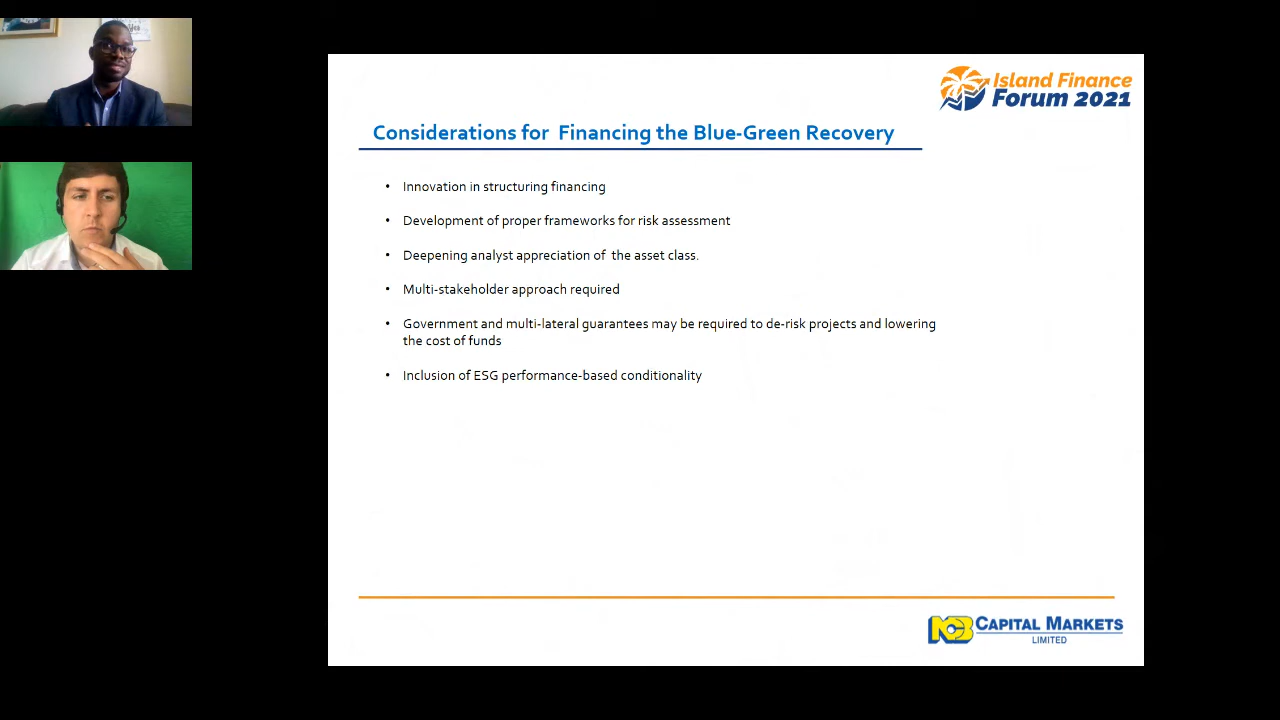 Island Finance
Forum 2021
Considerations for Financing the Blue-Green Recovery
• Innovation in structuring financing
• Development of proper frameworks for risk assessment
• Deepening analyst appreciation of the asset class.
• Multi-stakeholder approach required
• Government and multi-lateral guarantees may be required to de-risk projects and lowering
the cost of funds
• Inclusion of ESG performance-based conditionality
NCB
CAPITAL MARKETS
LIMITED